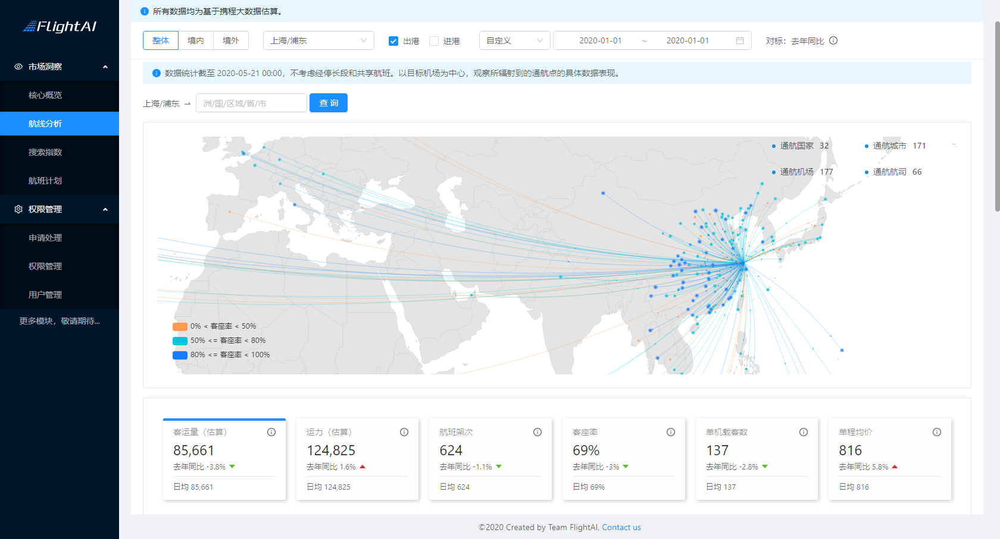 FLightAI
市场洞察
核心概览
航线分析
搜索指数
航班计划
权限管理
申请处理
权限管理
用户管理
更多模块，敬请期待...
所有数据均为基于携程大数据估算。
整体 境内 境外 上海/浦东 出港 进港 自定义 2020-01-01 ~ 2020-01-01 对标：去年同比
数据统计截至 2020-05-21 00:00，不考虑经停长段和共享航班。以目标机场为中心，观察所辐射到的通航点的具体数据表现。
上海/浦东 → 洲/国/区域/省/市 查 询
通航国家 32 通航城市 171
通航机场 177 通航航司 66
0% < 客座率 < 50%
50% <= 客座率 < 80%
80% <= 客座率 < 100%
客运量（估算）
85,661
去年同比 -3.8%
日均 85,661
运力（估算）
124,825
去年同比 1.6%
日均 124,825
航班架次
624
去年同比 -1.1%
日均 624
客座率
69%
去年同比 -3%
日均 69%
单机载客数
137
去年同比 -2.8%
日均 137
单程均价
816
去年同比 5.8%
日均 816
©2020 Created by Team FlightAI, Contact us